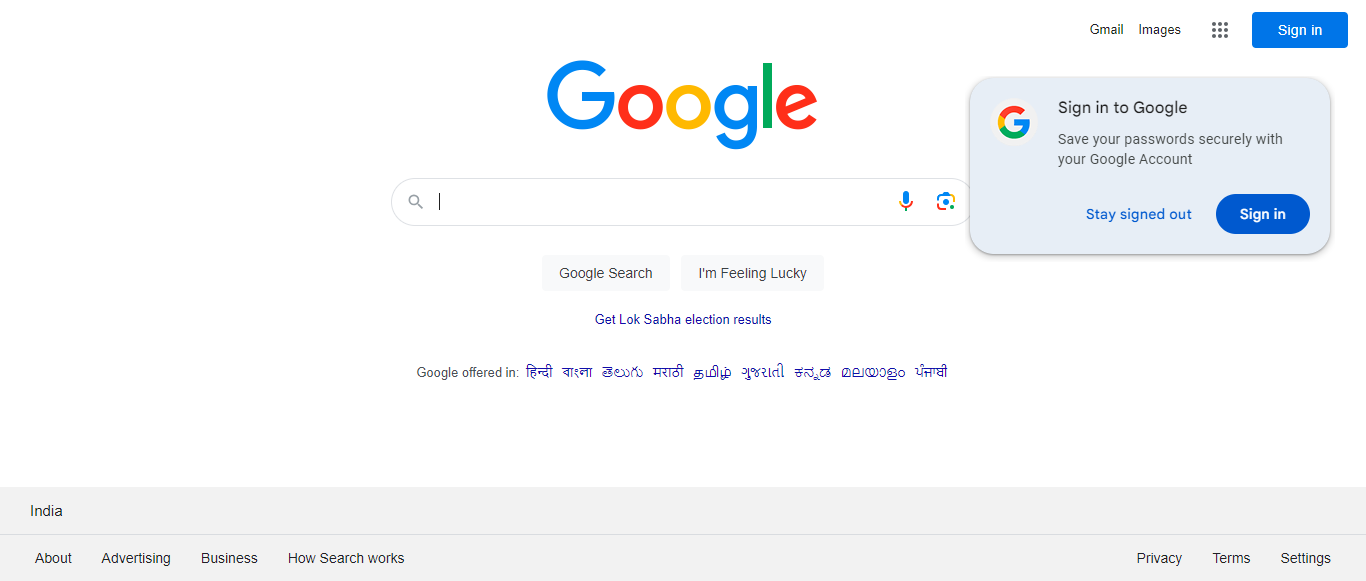 Gmail Images Sign in
Google
Sign in to Google
Save your passwords securely with
your Google Account
Stay signed out Sign in
Google Search I'm Feeling Lucky
Get Lok Sabha election results
Google offered in: हिन्दी বাংলা తెలుగు मराठी தமிழ் ગુજરાતી ಕನ್ನಡ മലയാളം ਪੰਜਾਬੀ
India
About Advertising Business How Search works Privacy Terms Settings